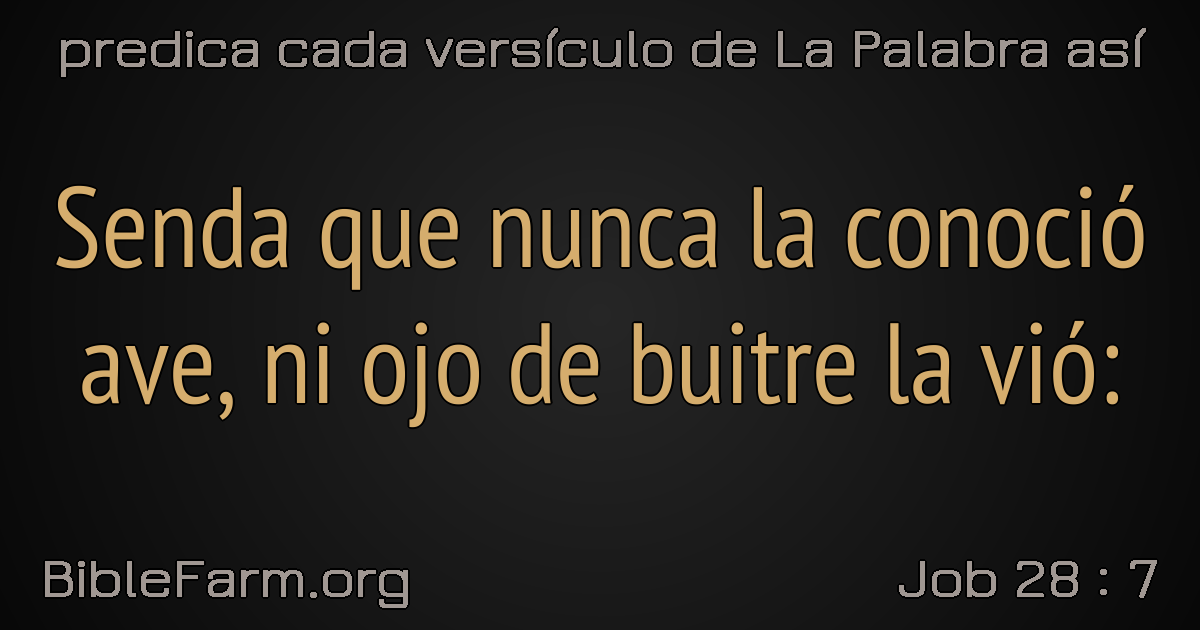 predica cada versículo de La Palabra así
Senda que nunca la conoció
ave, ni ojo de buitre la vió:
BibleFarm.org
Job 28 : 7